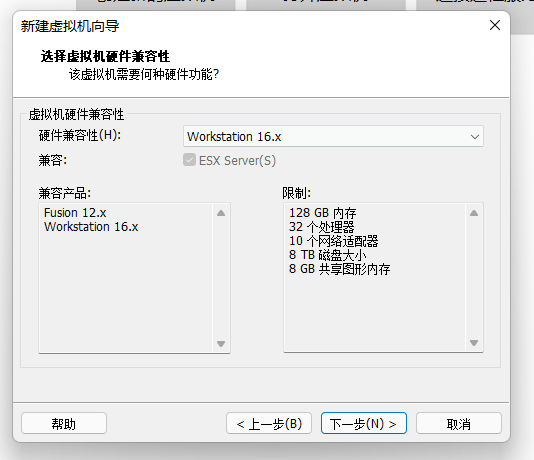 新建虚拟机向导
选择虚拟机硬件兼容性
该虚拟机需要何种硬件功能?
虚拟机硬件兼容性
硬件兼容性(H):
Workstation 16.x
兼容:
ESX Server(S)
兼容产品:
Fusion 12.x
Workstation 16.x
限制:
128 GB 内存
32 个处理器
10 个网络适配器
8 TB 磁盘大小
8 GB 共享图形内存
帮助
< 上一步(B)
下一步(N) >
取消